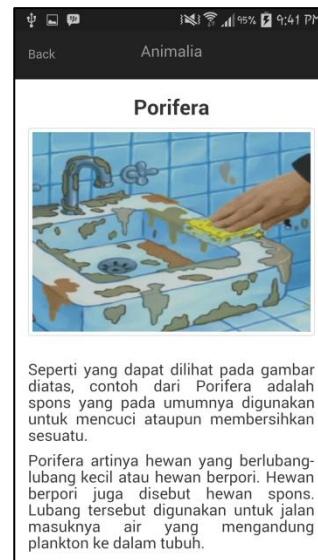 95% 9:41 PM
Back Animalia
Porifera
Seperti yang dapat dilihat pada gambar
diatas, contoh dari Porifera adalah
spons yang pada umumnya digunakan
untuk mencuci ataupun membersihkan
sesuatu.
Porifera artinya hewan yang berlubang-
lubang kecil atau hewan berpori. Hewan
berpori juga disebut hewan spons.
Lubang tersebut digunakan untuk jalan
masuknya air yang mengandung
plankton ke dalam tubuh.